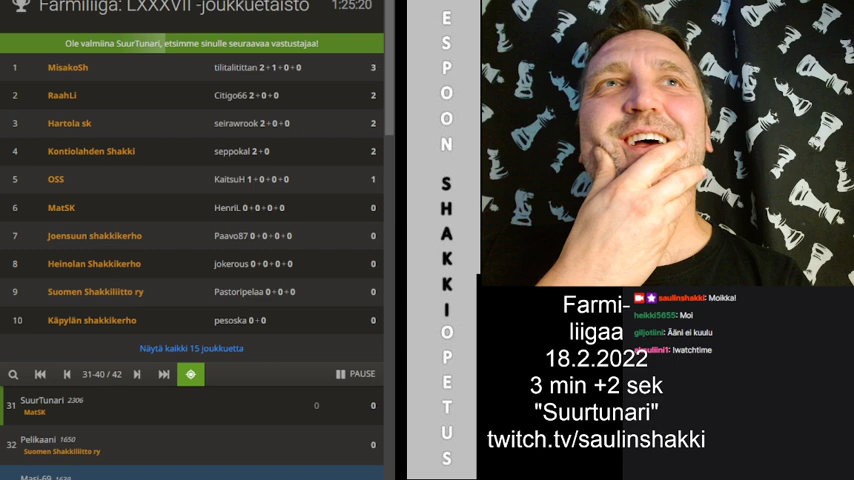 Farmiliiga: LXXXVII -joukkuetaisto 1:25:20
Ole valmiina SuurTunari, etsimme sinulle seuraavaa vastustajaa!
1 MisakoSh tilitalitittan 2+1+0+0 3
2 RaahLi Citigo66 2+0+0 2
3 Hartola sk seirawrook 2+0+0 2
4 Kontiolahden Shakki seppokal 2+0 2
5 OSS KaitsuH 1+0+0+0 1
6 MatSK HenriL 0+0+0+0 0
7 Joensuun shakkikerho Paavo87 0+0+0+0 0
8 Heinolan Shakkikerho jokerous 0+0+0+0 0
9 Suomen Shakkiliitto ry Pastoripelaa 0+0+0 0
10 Käpylän shakkikerho pesoska 0+0 0
Näytä kaikki 15 joukkuetta
31-40 / 42 PAUSE
31 SuurTunari 2306 0 0
MatSK
32 Pelikaani 1650 0
Suomen Shakkiliitto ry
Masi-69 1639
ESPOON SHAKKIOPETUS
Farmi-
liigaa
18.2.2022
3 min +2 sek
"Suurtunari"
twitch.tv/saulinshakki
saulinshakki: Moikka!
heikki5655: Moi
giljotiini: Ääni ei kuulu
!watchtime